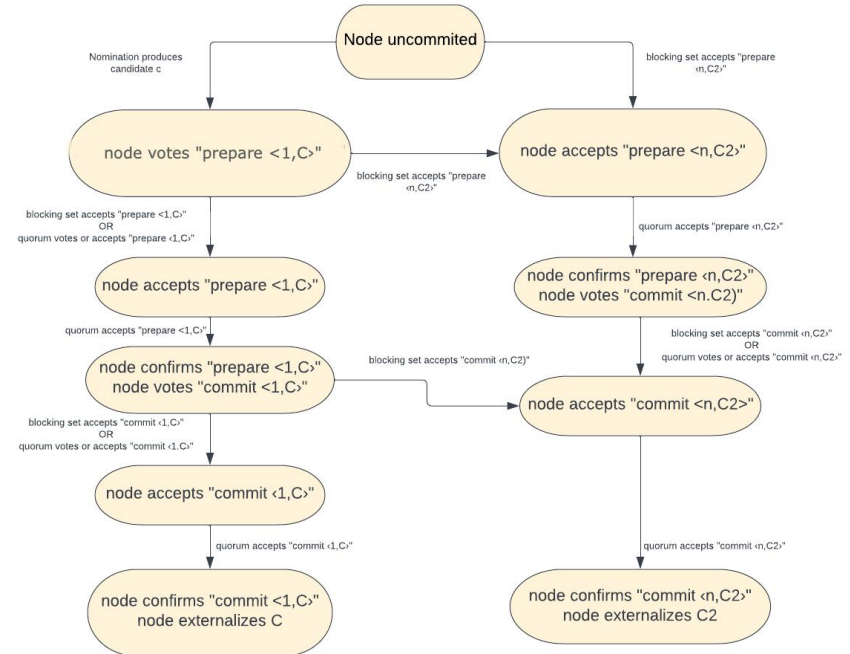 Node uncommited
Nomination produces
candidate c
blocking set accepts "prepare
‹n,C2›"
node votes "prepare <1,C>"
node accepts "prepare <n,C2>"
blocking set accepts "prepare
‹n,C2›"
blocking set accepts "prepare <1,C>"
OR
quorum votes or accepts "prepare ‹1,C›"
quorum accepts "prepare ‹n,C2›"
node accepts "prepare <1,C>"
node confirms "prepare ‹n,C2›"
node votes "commit <n.C2)"
quorum accepts "prepare <1,C>"
blocking set accepts "commit ‹n,C2›"
OR
quorum votes or accepts "commit ‹n,C2›"
node confirms "prepare <1,C>"
node votes "commit <1,C>"
blocking set accepts "commit ‹n,C2)"
node accepts "commit <n,C2>"
blocking set accepts "commit ‹1,C›"
OR
quorum votes or accepts "commit ‹1.C›"
node accepts "commit ‹1,C›"
quorum accepts "commit ‹1,C›"
quorum accepts "commit ‹n,C2›"
node confirms "commit <1,C>"
node externalizes C
node confirms "commit ‹n,C2›"
node externalizes C2